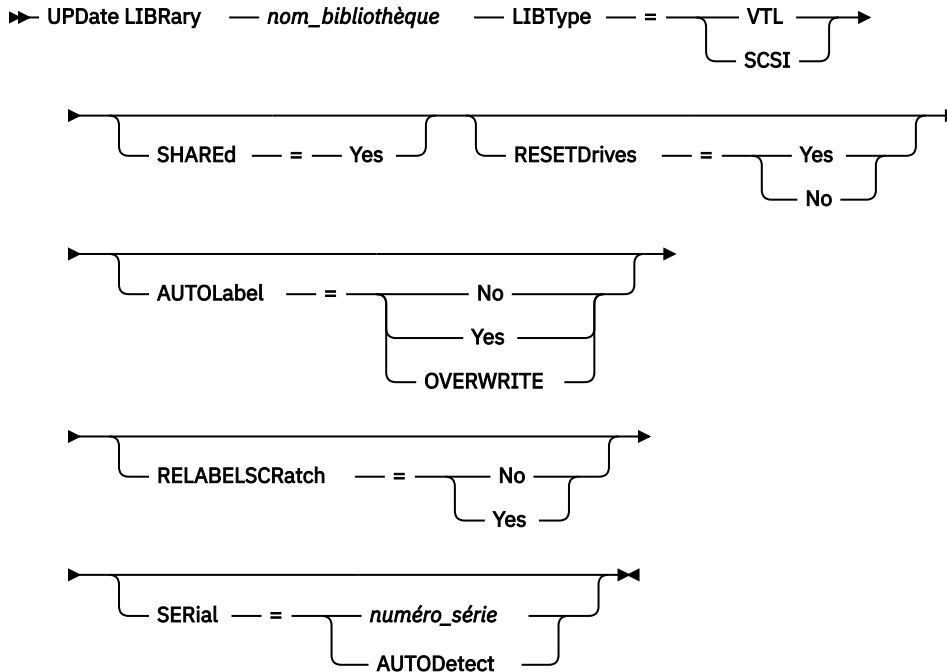 UPDate LIBRary nom_bibliothèque LIBType = VTL
SCSI
SHAREd = Yes RESETDrives = Yes
No
AUTOLabel = No
Yes
OVERWRITE
RELABELSCRatch = No
Yes
SERial = numéro_série
AUTODetect